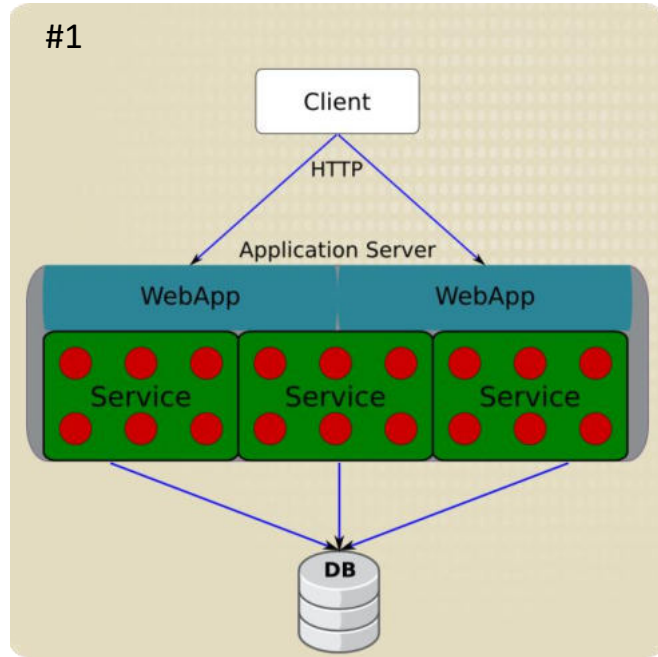 #1
Client
HTTP
Application Server
WebApp WebApp
Service Service Service
DB